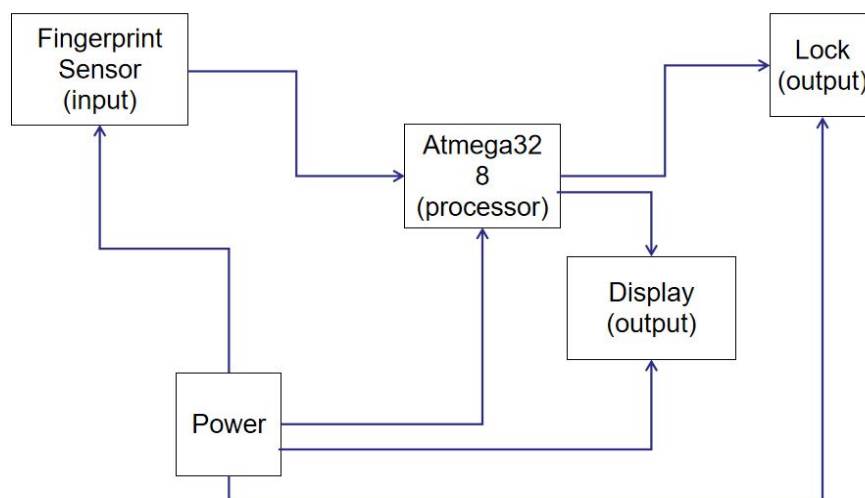 Fingerprint
Sensor
(input)
Lock
(output)
Atmega32
8
(processor)
Display
(output)
Power